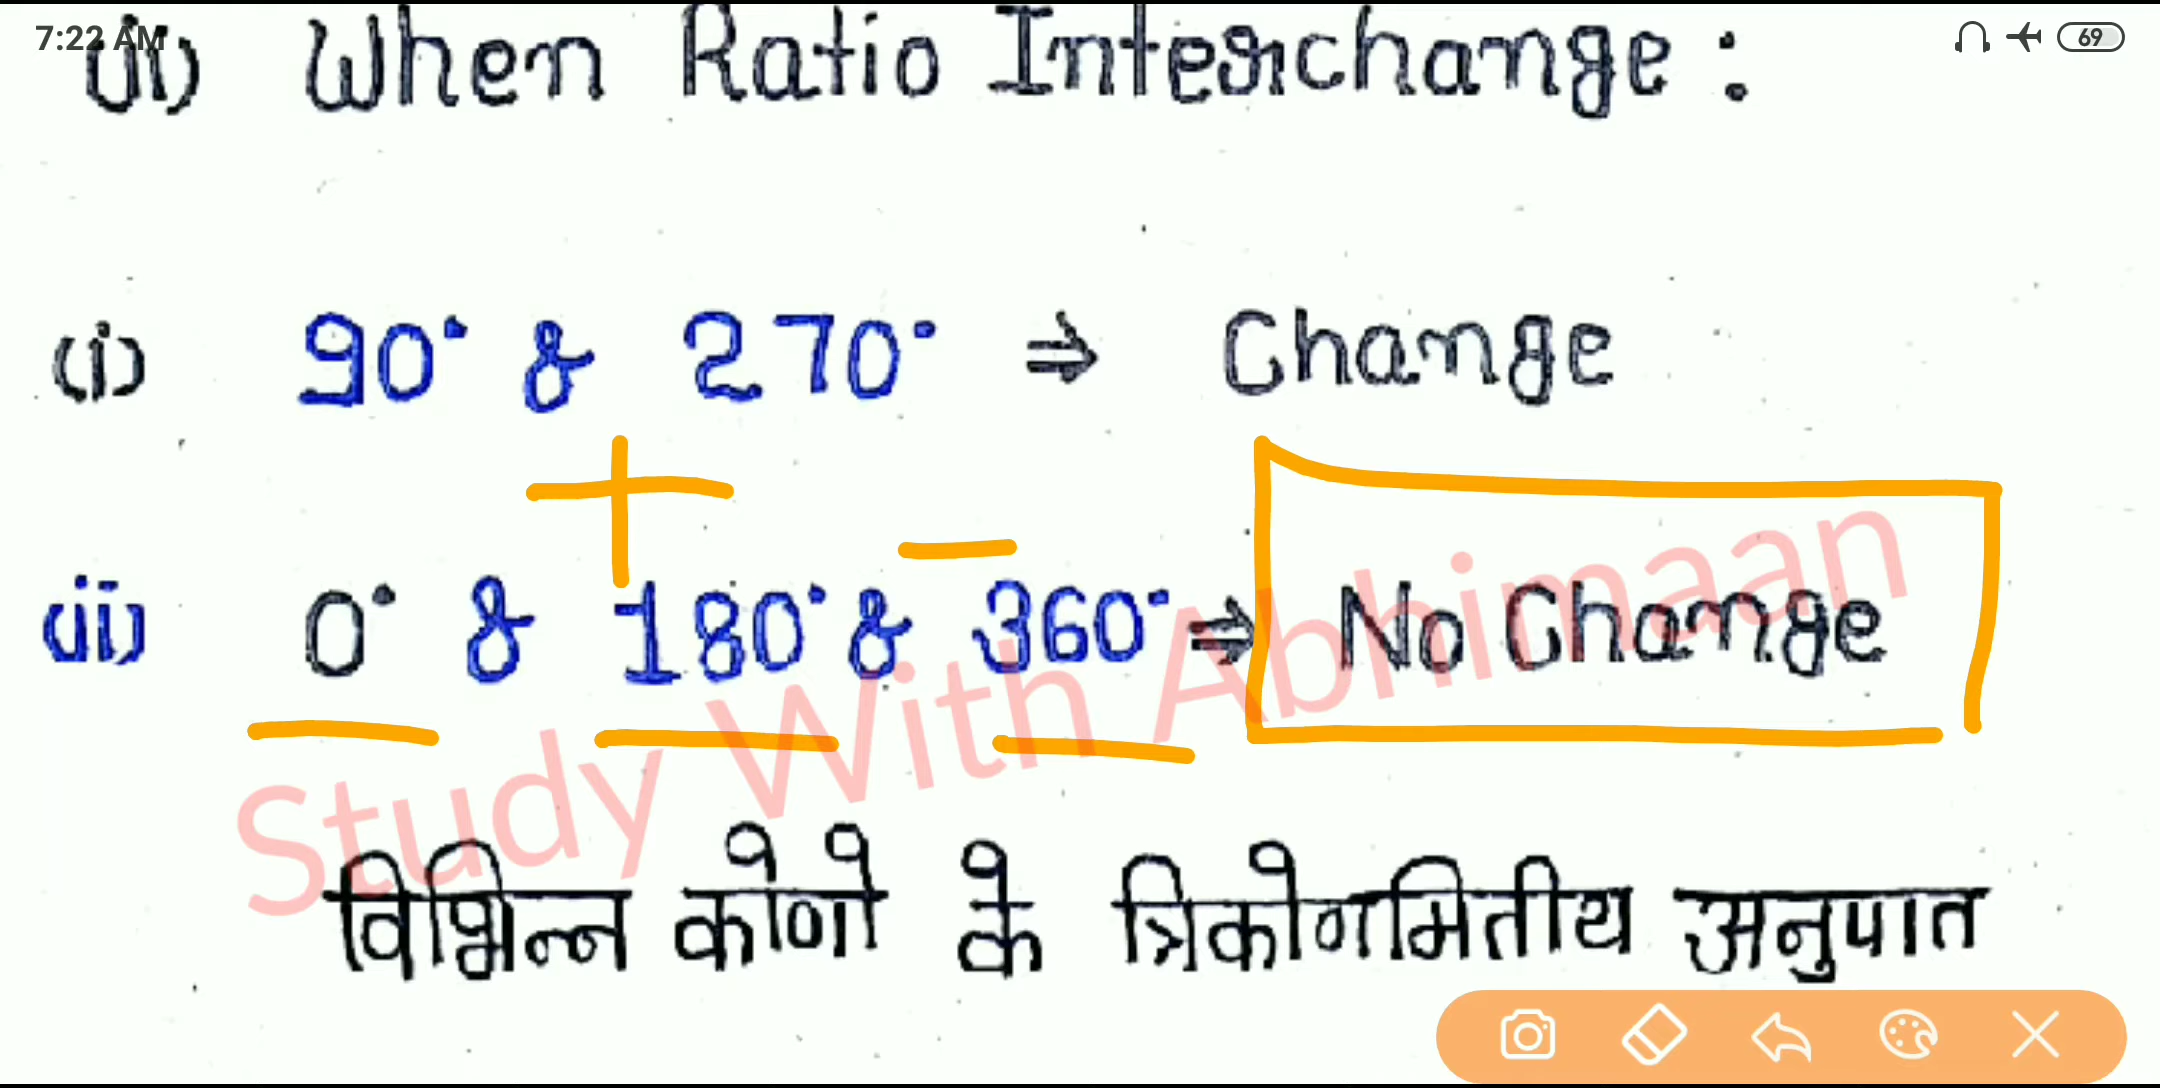 7:22 AM 69
(ii) When Ratio Interchange :
(i) 90° & 270° ⇒ Change
(ii) 0° & 180° & 360° ⇒ No Change
Study With Abhimaan
विभिन्न कोणो के त्रिकोणमितीय अनुपात